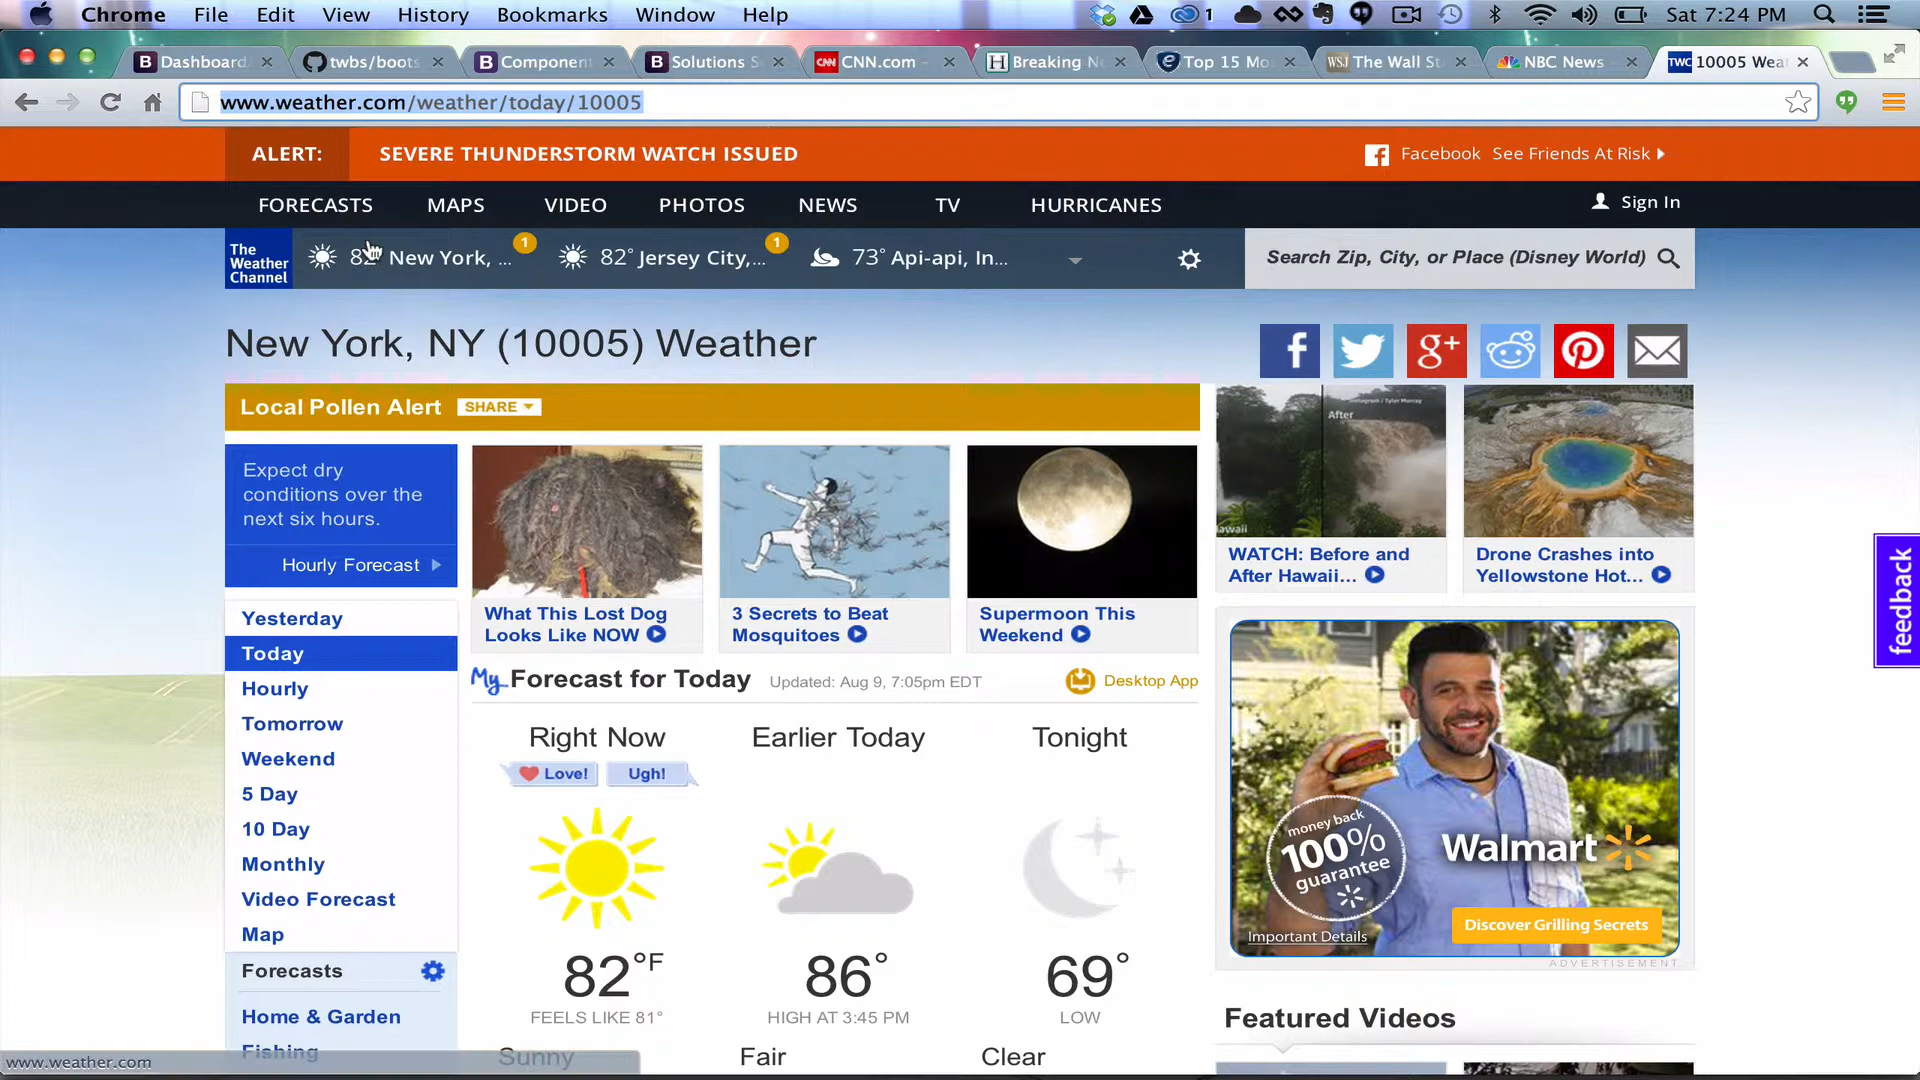 Chrome File Edit View History Bookmarks Window Help 1 Sat 7:24 PM
B Dashboard twbs/boots B Component B Solutions S CNN CNN.com - H Breaking N Top 15 Mo WSJ The Wall St NBC News TWC 10005 Wea
www.weather.com/weather/today/10005
ALERT: SEVERE THUNDERSTORM WATCH ISSUED Facebook See Friends At Risk
FORECASTS MAPS VIDEO PHOTOS NEWS TV HURRICANES Sign In
The Weather Channel
82° New York, ... 1 82° Jersey City,... 1 73° Api-api, In... Search Zip, City, or Place (Disney World)
New York, NY (10005) Weather
f g+
Local Pollen Alert SHARE
Expect dry
conditions over the
next six hours.
Hourly Forecast
What This Lost Dog
Looks Like NOW
3 Secrets to Beat
Mosquitoes
Supermoon This
Weekend
After
WATCH: Before and
After Hawaii...
Drone Crashes into
Yellowstone Hot...
feedback
Yesterday
Today
Hourly
Tomorrow
Weekend
5 Day
10 Day
Monthly
Video Forecast
Map
Forecasts
Home & Garden
Fishing
My Forecast for Today Updated: Aug 9, 7:05pm EDT Desktop App
Right Now Earlier Today Tonight
Love! Ugh!
82°F 86° 69°
FEELS LIKE 81° HIGH AT 3:45 PM LOW
Sunny Fair Clear
money back
100%
guarantee
Walmart
Discover Grilling Secrets
Important Details
ADVERTISEMENT
Featured Videos
www.weather.com